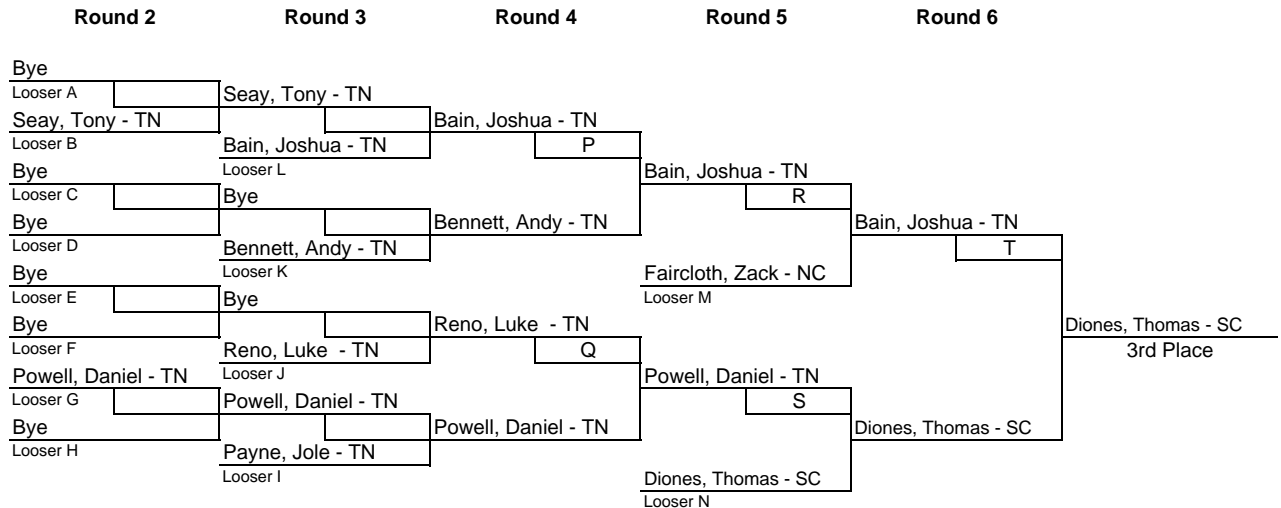 Round 2 Round 3 Round 4 Round 5 Round 6
Bye
Looser A
Seay, Tony - TN
Seay, Tony - TN
Bain, Joshua - TN
Looser B
Bain, Joshua - TN
P
Looser L
Bye
Bain, Joshua - TN
Looser C
Bye
R
Bye
Bennett, Andy - TN
Bain, Joshua - TN
Looser D
Bennett, Andy - TN
T
Looser K
Bye
Faircloth, Zack - NC
Looser E
Bye
Looser M
Bye
Reno, Luke - TN
Diones, Thomas - SC
Looser F
Reno, Luke - TN
Q
3rd Place
Looser J
Powell, Daniel - TN
Powell, Daniel - TN
Looser G
Powell, Daniel - TN
S
Bye
Powell, Daniel - TN
Diones, Thomas - SC
Looser H
Payne, Jole - TN
Looser I
Diones, Thomas - SC
Looser N